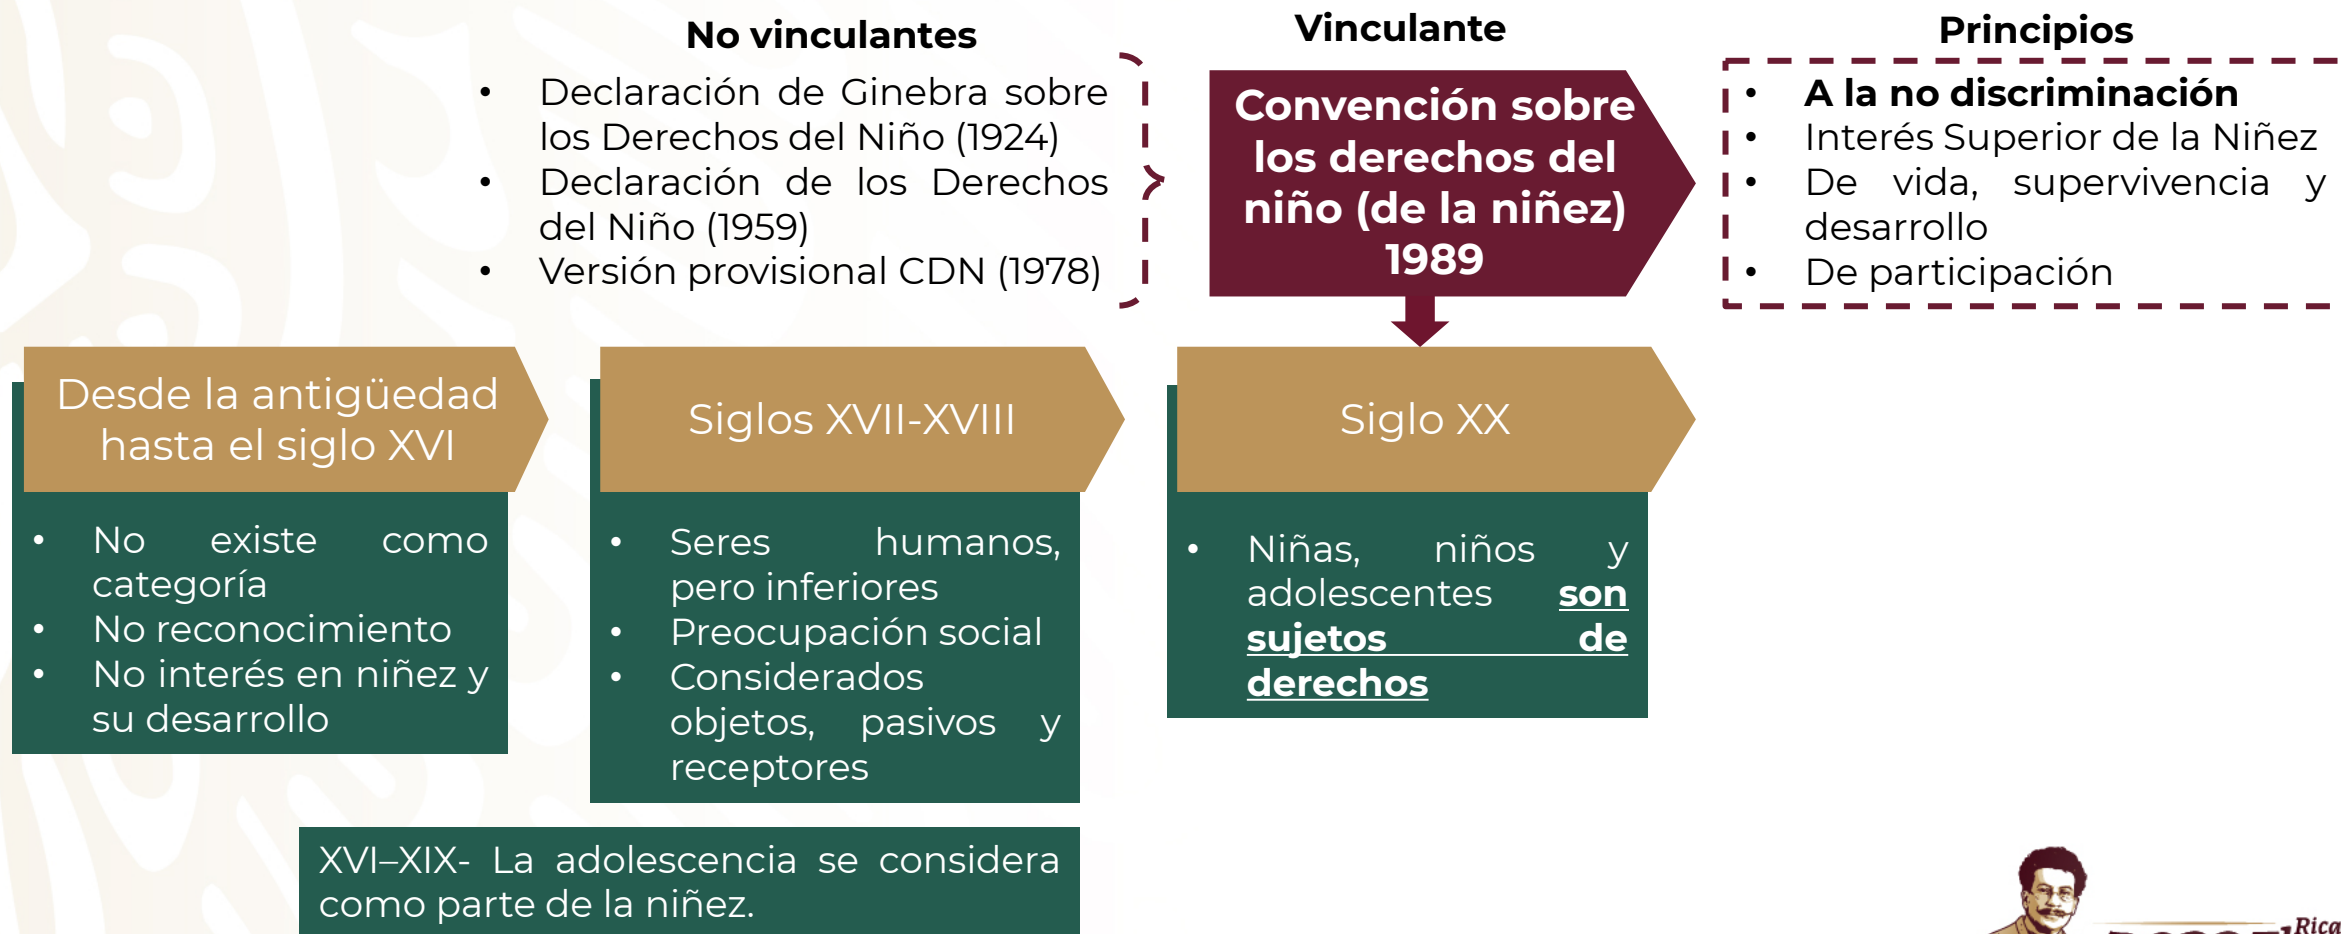 No vinculantes
• Declaración de Ginebra sobre
los Derechos del Niño (1924)
• Declaración de los Derechos
del Niño (1959)
• Versión provisional CDN (1978)
Vinculante
Convención sobre
los derechos del
niño (de la niñez)
1989
Principios
• A la no discriminación
• Interés Superior de la Niñez
• De vida, supervivencia y
desarrollo
• De participación
Desde la antigüedad
hasta el siglo XVI
• No existe como
categoría
• No reconocimiento
• No interés en niñez y
su desarrollo
Siglos XVII-XVIII
• Seres humanos,
pero inferiores
• Preocupación social
• Considerados
objetos, pasivos y
receptores
Siglo XX
• Niñas, niños y
adolescentes son
sujetos de
derechos
XVI–XIX- La adolescencia se considera
como parte de la niñez.
Rica